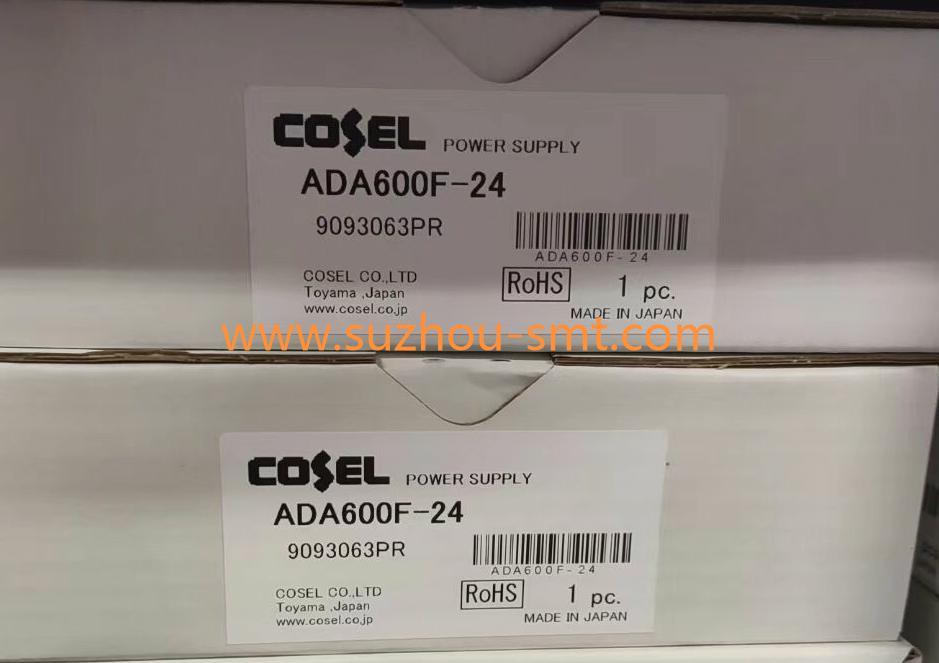 COSEL POWER SUPPLY
ADA600F-24
9093063PR
ADA600F-24
COSEL CO.,LTD
Toyama ,Japan
www.cosel.co.jp
RoHS 1 pc.
MADE IN JAPAN
www.suzhou-smt.com
COSEL POWER SUPPLY
ADA600F-24
9093063PR
ADA600F-24
COSEL CO.,LTD
Toyama ,Japan
www.cosel.co.jp
RoHS 1 pc.
MADE IN JAPAN